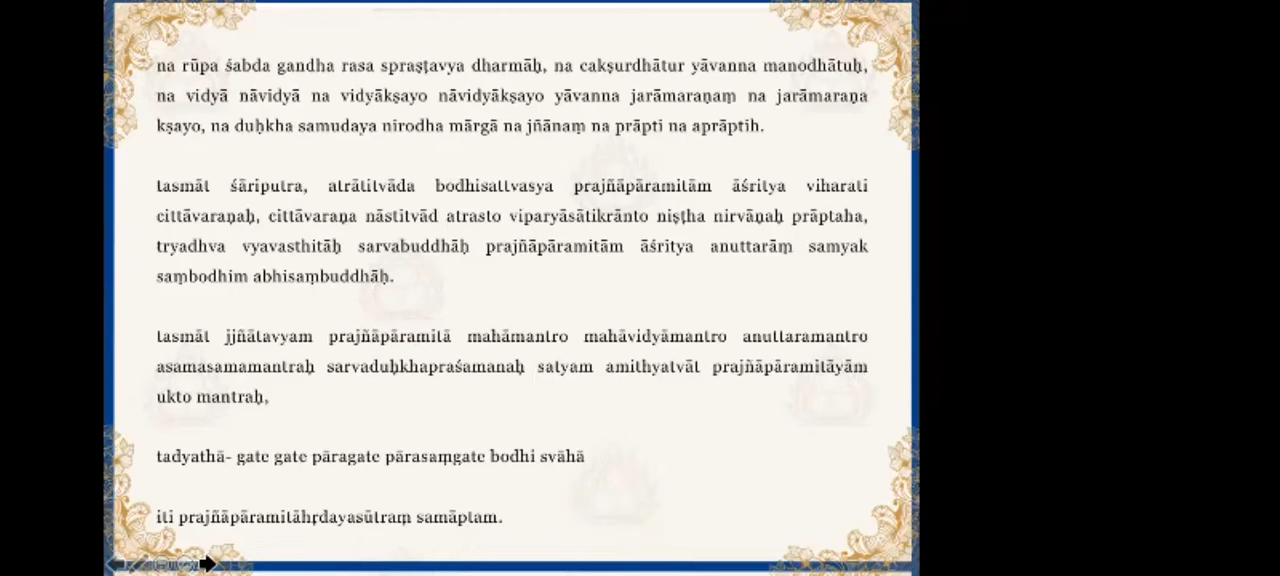 na rūpa śabda gandha rasa spraṣṭavya dharmāḥ, na cakṣurdhātur yāvanna manodhātuḥ,
na vidyā nāvidyā na vidyākṣayo nāvidyākṣayo yāvanna jarāmaraṇaṃ na jarāmaraṇa
kṣayo, na duḥkha samudaya nirodha mārgā na jñānaṃ na prāpti na aprāptih.
tasmāt śāriputra, atrātitvāda bodhisattvasya prajñāpāramitām āśritya viharati
cittāvaraṇaḥ, cittāvaraṇa nāstitvād atrasto viparyāsātikrānto niṣṭha nirvāṇaḥ prāptaha,
tryadhva vyavasthitāḥ sarvabuddhāḥ prajñāpāramitām āśritya anuttarāṃ samyak
saṃbodhim abhisaṃbuddhāḥ.
tasmāt jjñātavyam prajñāpāramitā mahāmantro mahāvidyāmantro anuttaramantro
asamasamamantraḥ sarvaduḥkhapraśamanaḥ satyam amithyatvāt prajñāpāramitāyām
ukto mantraḥ,
tadyathā- gate gate pāragate pārasaṃgate bodhi svāhā
iti prajñāpāramitāhṛdayasūtraṃ samāptam.